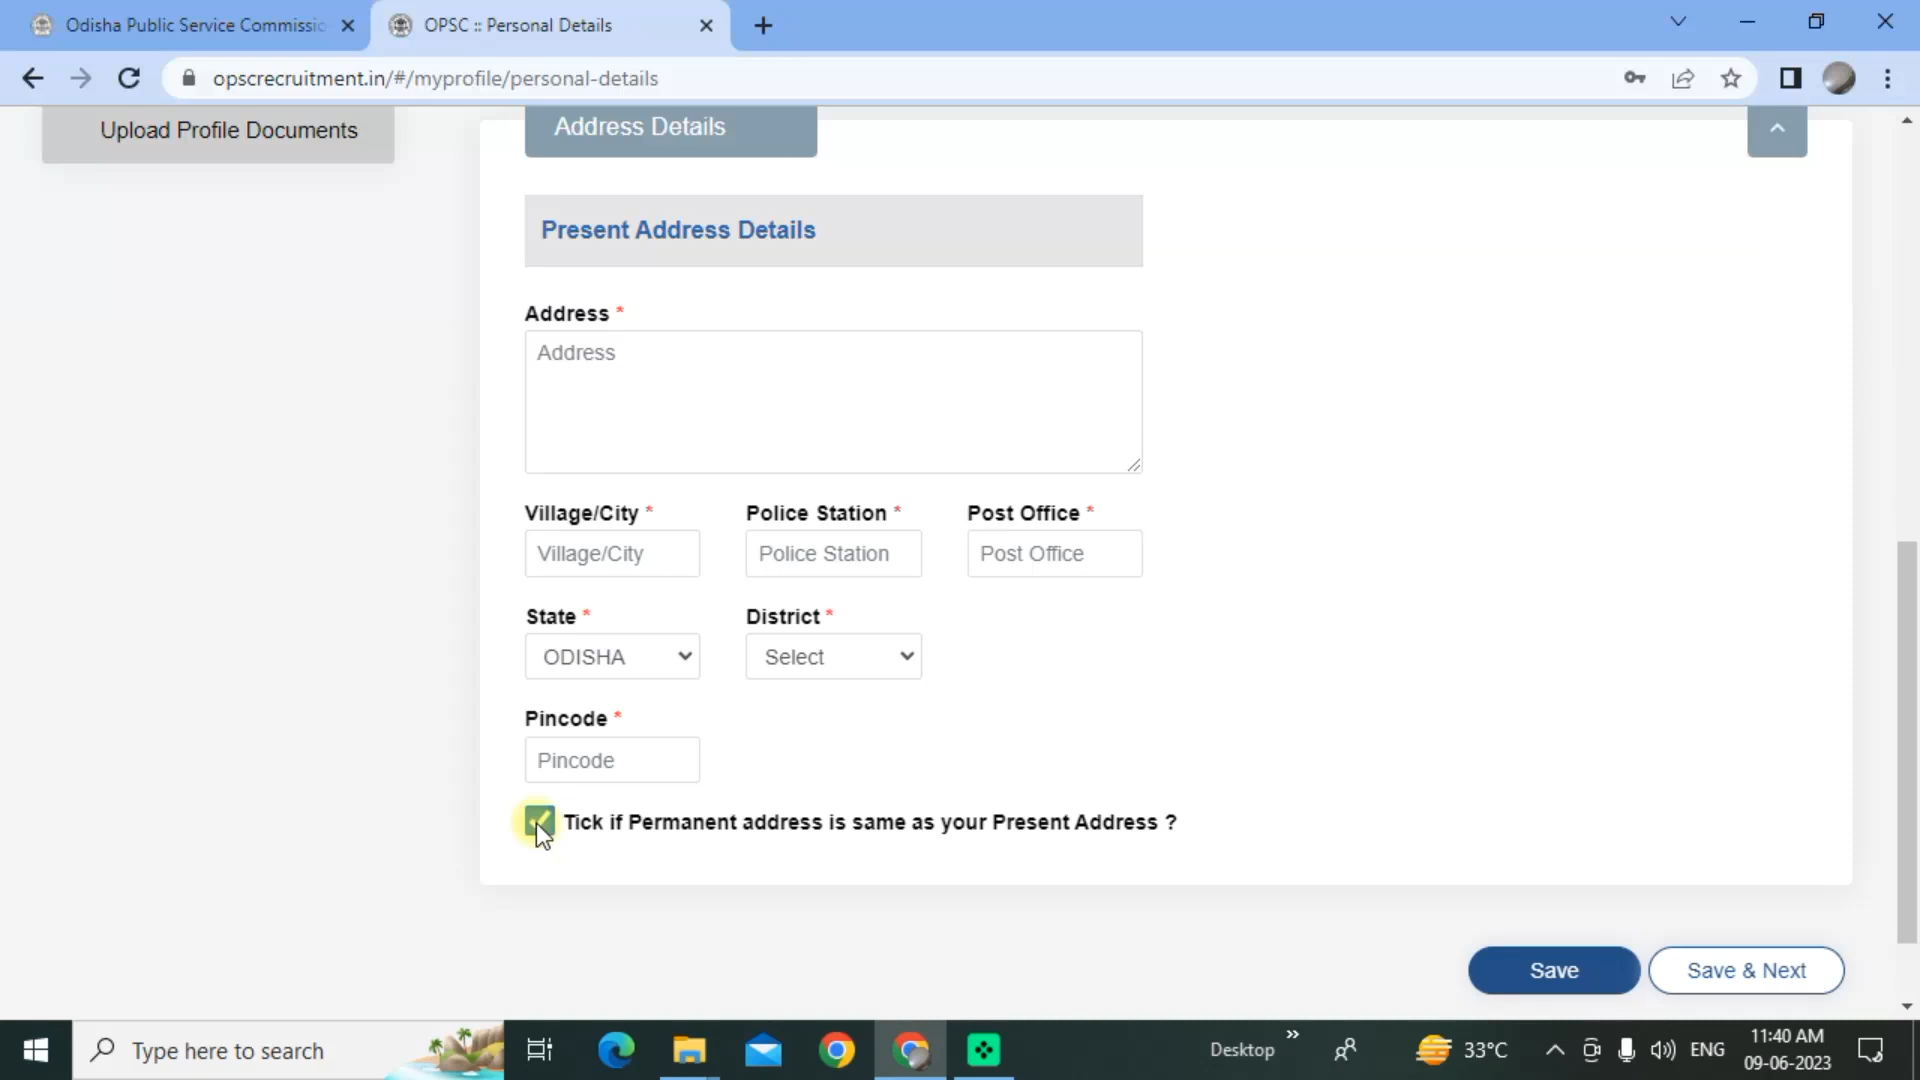 Odisha Public Service Commissio
OPSC :: Personal Details
opscrecruitment.in/#/myprofile/personal-details
Upload Profile Documents
Address Details
Present Address Details
Address *
Address
Village/City * Police Station * Post Office *
Village/City Police Station Post Office
State * District *
ODISHA Select
Pincode *
Pincode
Tick if Permanent address is same as your Present Address ?
Save Save & Next
Type here to search
Desktop
33°C
ENG
11:40 AM
09-06-2023